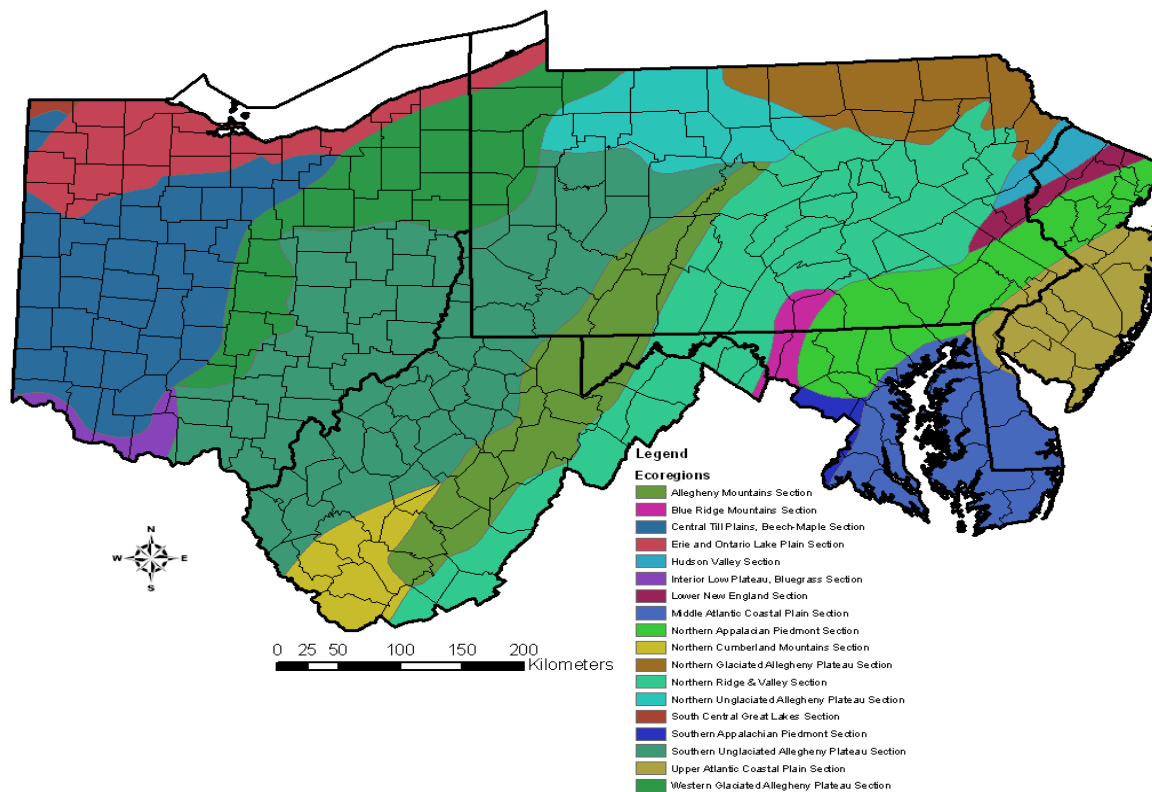 Legend
Ecoregions
Allegheny Mountains Section
Blue Ridge Mountains Section
Central Till Plains, Beech-Maple Section
Erie and Ontario Lake Plain Section
Hudson Valley Section
Interior Low Plateau, Bluegrass Section
Lower New England Section
Middle Atlantic Coastal Plain Section
Northern Appalacian Piedmont Section
Northern Cumberland Mountains Section
Northern Glaciated Allegheny Plateau Section
Northern Ridge & Valley Section
Northern Unglaciated Allegheny Plateau Section
South Central Great Lakes Section
Southern Appalachian Piedmont Section
Southern Unglaciated Allegheny Plateau Section
Upper Atlantic Coastal Plain Section
Western Glaciated Allegheny Plateau Section
N
W E
S
0 25 50 100 150 200
Kilometers